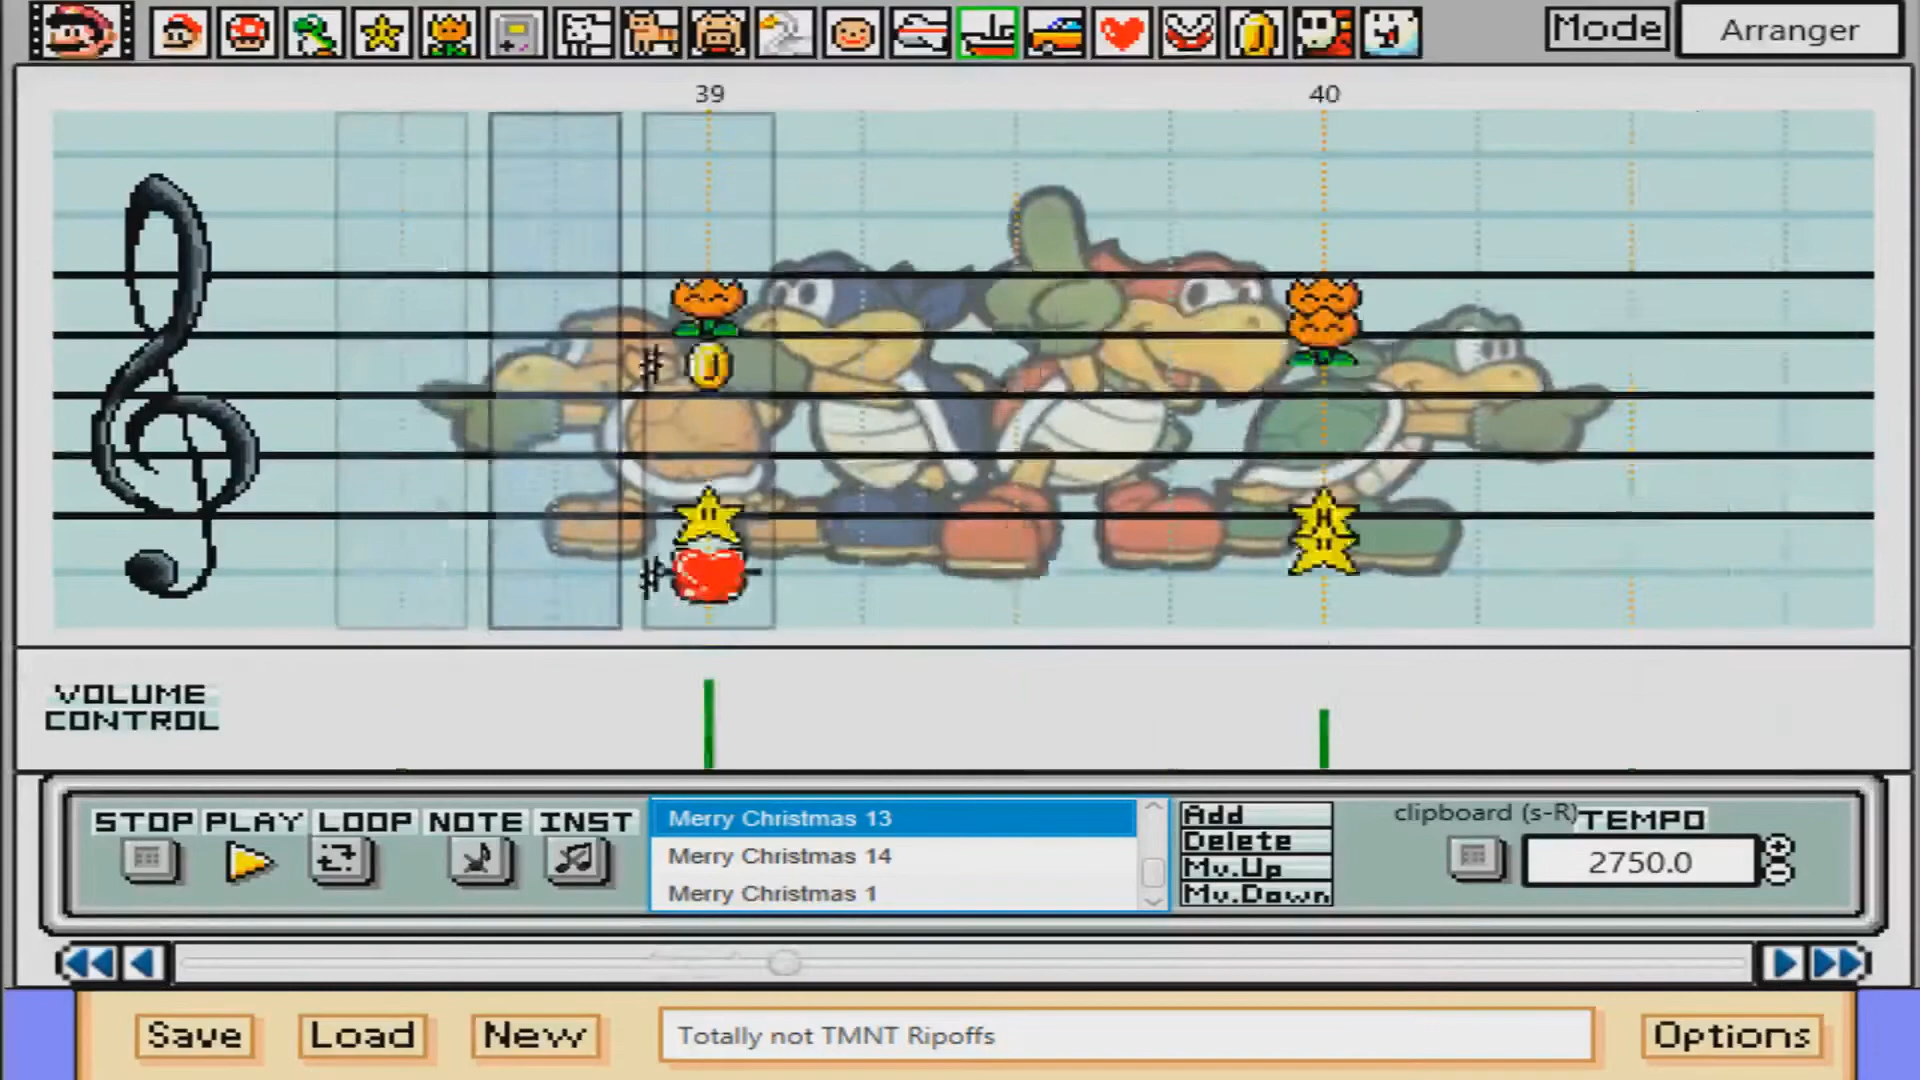 Mode Arranger
39 40
VOLUME
CONTROL
STOP PLAY LOOP NOTE INST
Merry Christmas 13
Merry Christmas 14
Merry Christmas 1
Add
Delete
Mv.Up
Mv.Down
clipboard (s-R)
TEMPO
2750.0
Save Load New Totally not TMNT Ripoffs Options